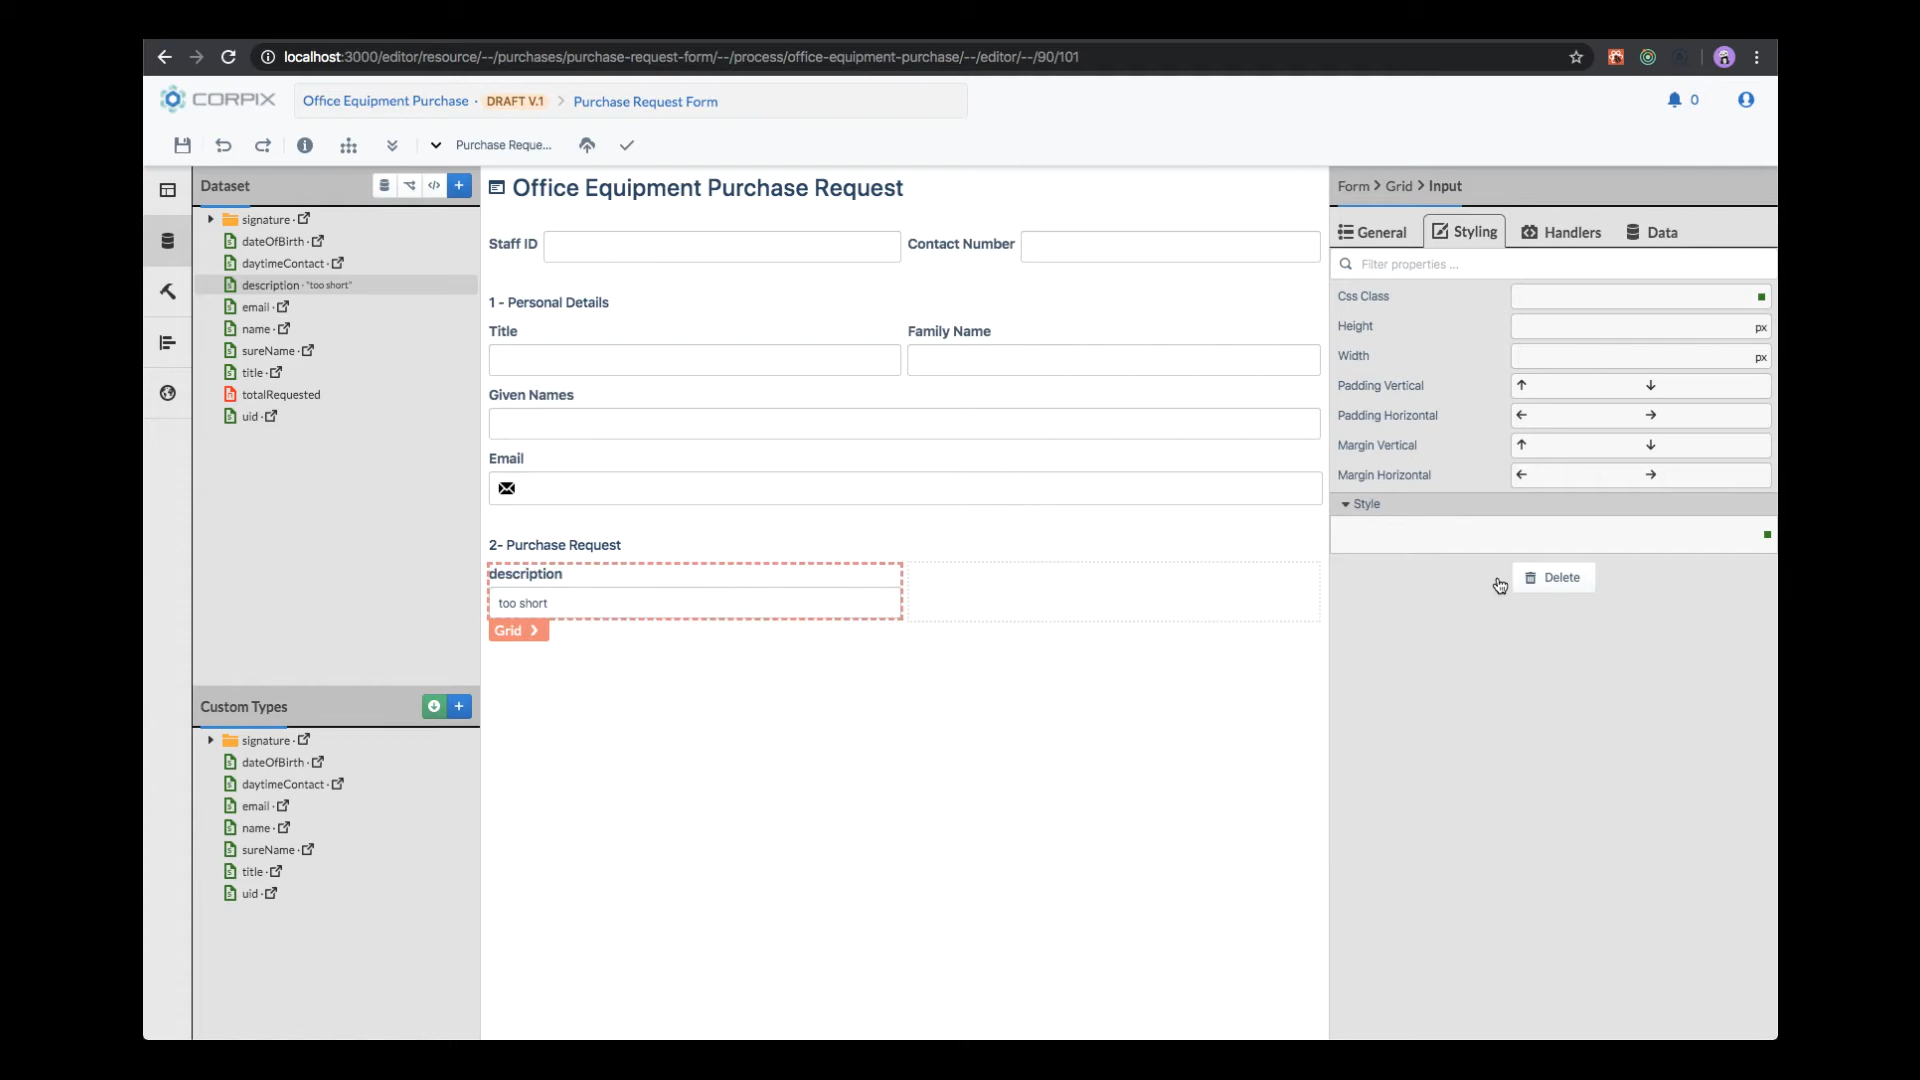 localhost:3000/editor/resource/--/purchases/purchase-request-form/--/process/office-equipment-purchase/--/editor/--/90/101
CORPIX
Office Equipment Purchase · DRAFT V.1 > Purchase Request Form
0
Purchase Reque...
Dataset
signature ·
dateOfBirth ·
daytimeContact ·
description · "too short"
email ·
name ·
sureName ·
title ·
totalRequested
uid ·
Custom Types
signature ·
dateOfBirth ·
daytimeContact ·
email ·
name ·
sureName ·
title ·
uid ·
Office Equipment Purchase Request
Staff ID
Contact Number
1 - Personal Details
Title
Family Name
Given Names
Email
2- Purchase Request
description
too short
Grid >
Form > Grid > Input
General
Styling
Handlers
Data
Filter properties ...
Css Class
Height
px
Width
px
Padding Vertical
Padding Horizontal
Margin Vertical
Margin Horizontal
Style
Delete